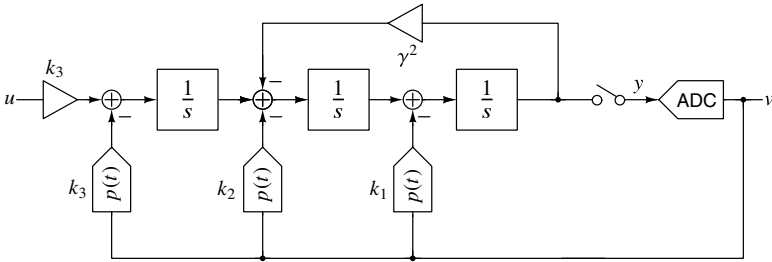 γ²
k₃
u
−
1/s
−
−
1/s
−
1/s
y
ADC
v
k₃
p(t)
k₂
p(t)
k₁
p(t)